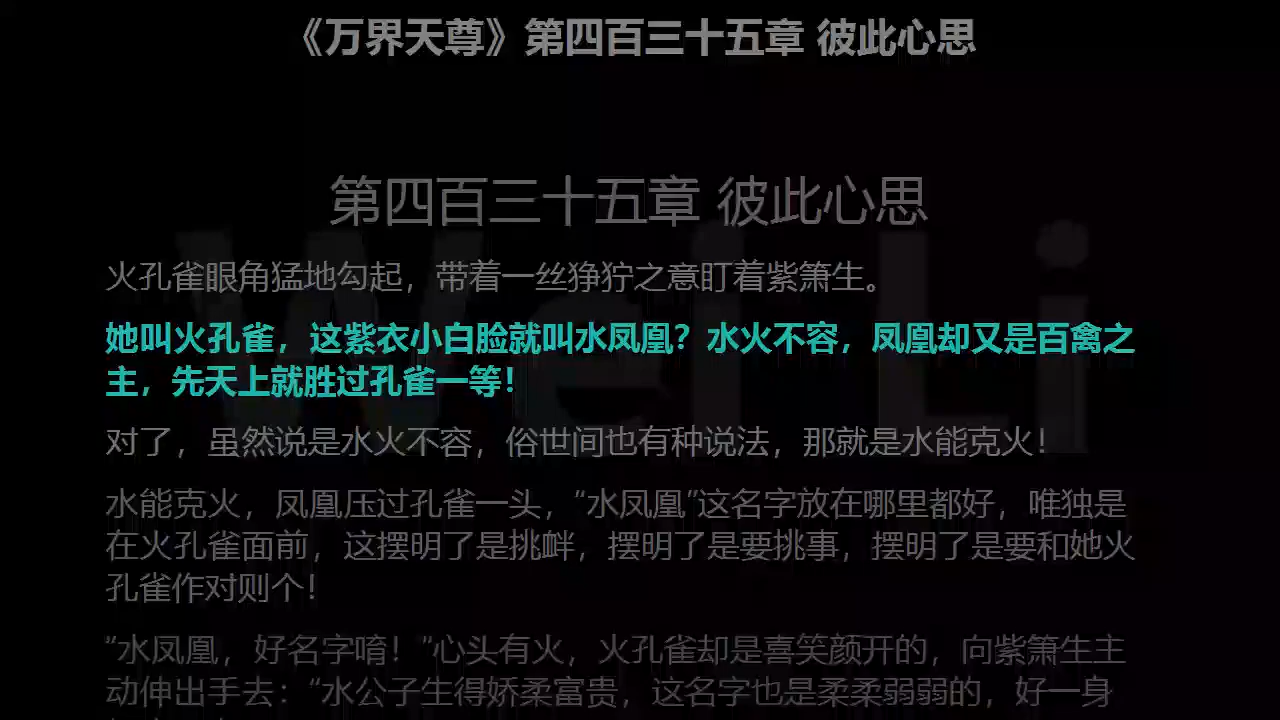 《万界天尊》第四百三十五章 彼此心思
第四百三十五章 彼此心思
火孔雀眼角猛地勾起，带着一丝狰狞之意盯着紫箫生。
她叫火孔雀，这紫衣小白脸就叫水凤凰？水火不容，凤凰却又是百禽之
主，先天上就胜过孔雀一等！
对了，虽然说是水火不容，俗世间也有种说法，那就是水能克火！
水能克火，凤凰压过孔雀一头，“水凤凰”这名字放在哪里都好，唯独是
在火孔雀面前，这摆明了是挑衅，摆明了是要挑事，摆明了是要和她火
孔雀作对则个！
“水凤凰，好名字唷！”心头有火，火孔雀却是喜笑颜开的，向紫箫生主
动伸出手去：“水公子生得娇柔富贵，这名字也是柔柔弱弱的，好一身
Wei Li